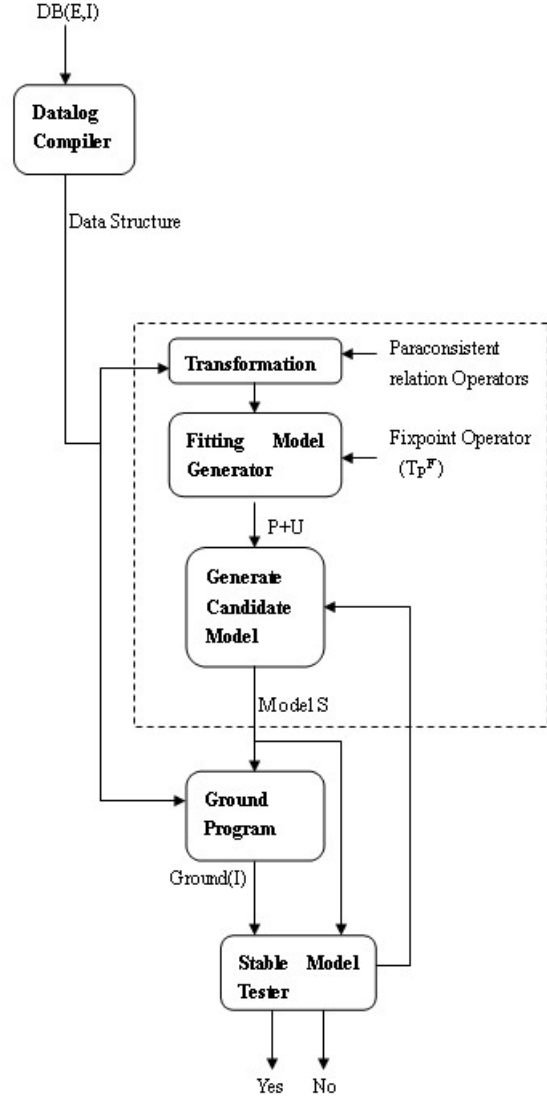 DB(E,I)
Datalog
Compiler
Data Structure
Transformation
Paraconsistent
relation Operators
Fitting Model
Generator
Fixpoint Operator
(Tp^F)
P+U
Generate
Candidate
Model
Model S
Ground
Program
Ground(I)
Stable Model
Tester
Yes No